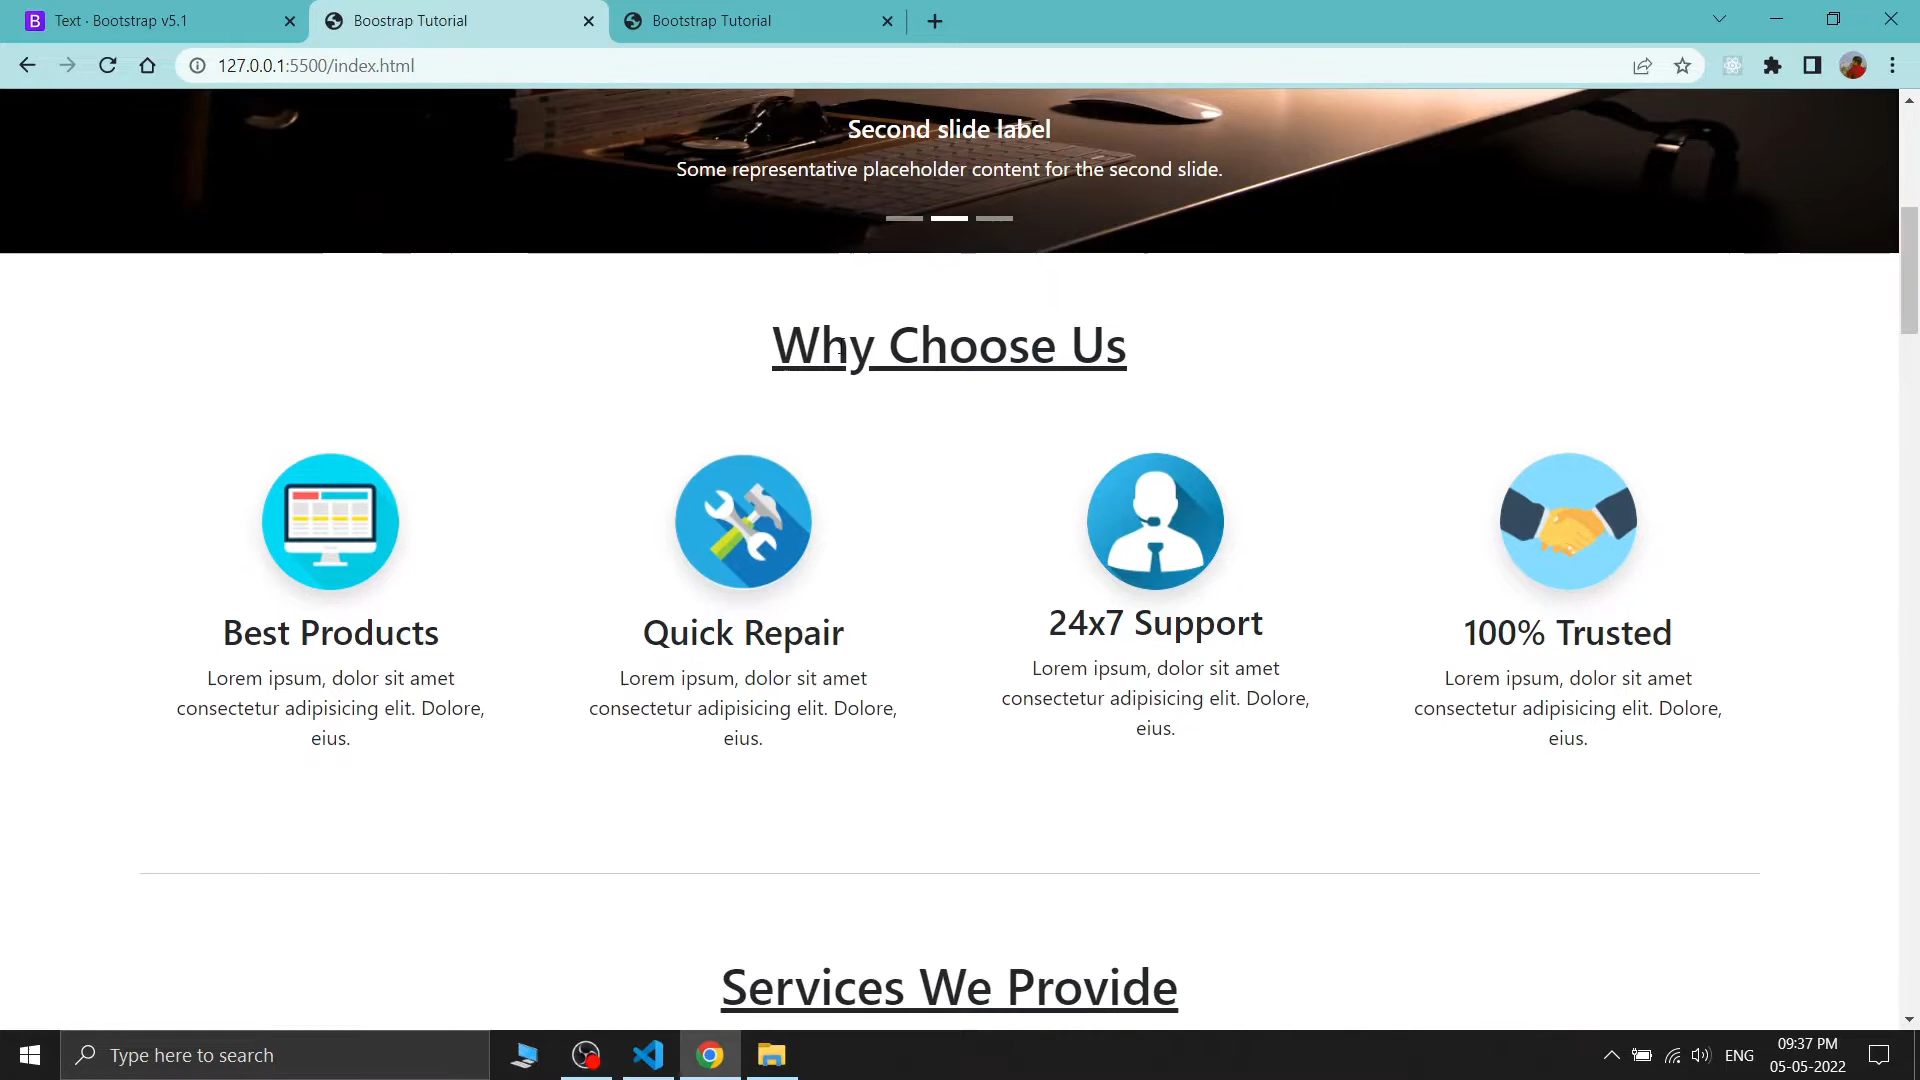 Text · Bootstrap v5.1
Boostrap Tutorial
Bootstrap Tutorial
127.0.0.1:5500/index.html
Second slide label
Some representative placeholder content for the second slide.
Why Choose Us
Best Products
Lorem ipsum, dolor sit amet
consectetur adipisicing elit. Dolore,
eius.
Quick Repair
Lorem ipsum, dolor sit amet
consectetur adipisicing elit. Dolore,
eius.
24x7 Support
Lorem ipsum, dolor sit amet
consectetur adipisicing elit. Dolore,
eius.
100% Trusted
Lorem ipsum, dolor sit amet
consectetur adipisicing elit. Dolore,
eius.
Services We Provide
Type here to search
ENG
09:37 PM
05-05-2022